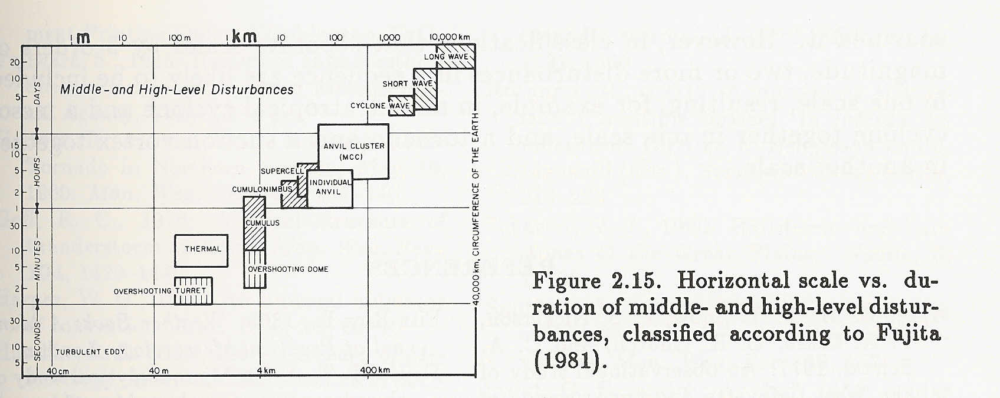 1 m 10 100 m 1 km 10 100 1,000 10,000 km
LONG WAVE
20
10
SHORT WAVE
Middle- and High-Level Disturbances
DAYS
5
CYCLONE WAVE
1
15
ANVIL CLUSTER
(MCC)
10
HOURS
5
SUPERCELL
INDIVIDUAL
ANVIL
CUMULONIMBUS
2
1
40,000 km, CIRCUMFERENCE OF THE EARTH
30
CUMULUS
THERMAL
10
MINUTES
5
OVERSHOOTING DOME
2
OVERSHOOTING TURRET
1
30
SECONDS
10
TURBULENT EDDY
5
40 cm 40 m 4 km 400 km
Figure 2.15. Horizontal scale vs. du-
ration of middle- and high-level distur-
bances, classified according to Fujita
(1981).